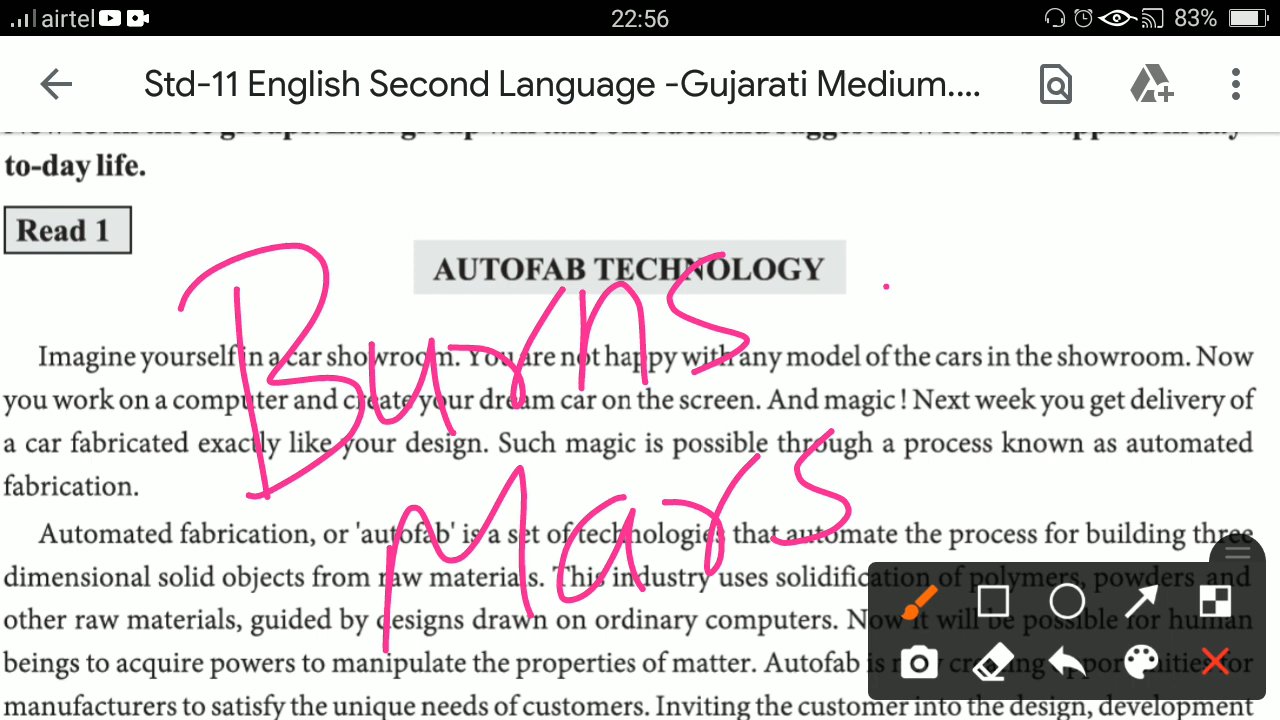 airtel 22:56 83%
Std-11 English Second Language -Gujarati Medium....
to-day life.
Read 1
AUTOFAB TECHNOLOGY
Burns
Imagine yourself in a car showroom. You are not happy with any model of the cars in the showroom. Now
you work on a computer and create your dream car on the screen. And magic ! Next week you get delivery of
a car fabricated exactly like your design. Such magic is possible through a process known as automated
fabrication.
Mars
Automated fabrication, or 'autofab' is a set of technologies that automate the process for building three
dimensional solid objects from raw materials. This industry uses solidification of polymers, powders and
other raw materials, guided by designs drawn on ordinary computers. Now it will be possible for human
beings to acquire powers to manipulate the properties of matter. Autofab is now creating opportunities for
manufacturers to satisfy the unique needs of customers. Inviting the customer into the design, development